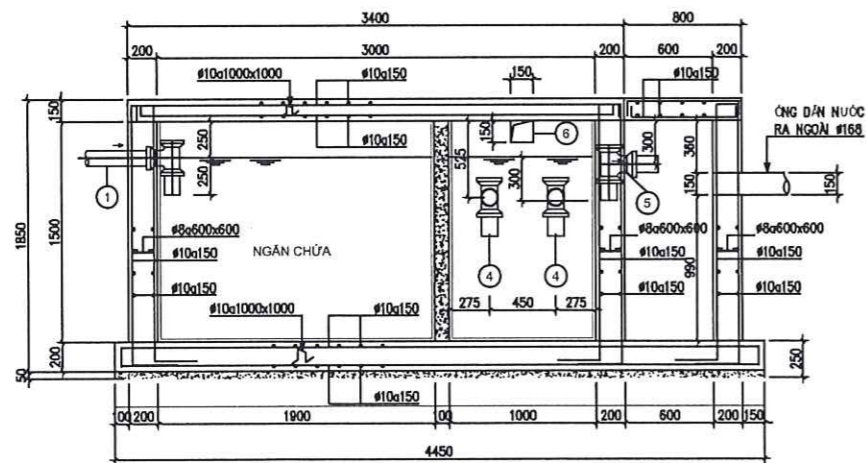 3400
800
200
3000
200
600
200
ø10a1000x1000
ø10a150
150
ø10a150
150
ø10a150
150
6
ỐNG DẪN NƯỚC
RA NGOÀI ø168
250
250
525
300
300
360
150
150
1
5
1850
1500
ø8a600x600
ø10a150
ø10a150
NGĂN CHỨA
4
4
275
450
275
ø8a600x600
ø10a150
ø10a150
990
ø8a600x600
ø10a150
ø10a150
ø10a1000x1000
ø10a150
200
50
250
ø10a150
100
200
1900
100
1000
200
600
200
150
4450